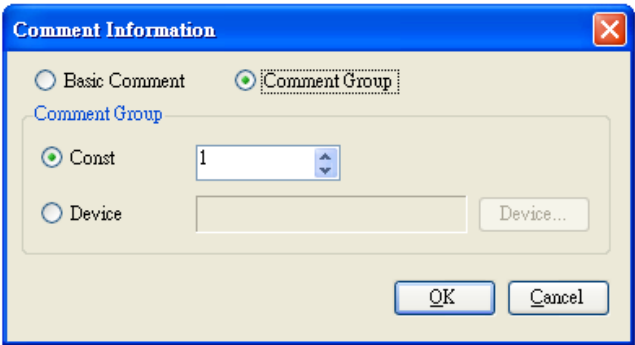 Comment Information
Basic Comment Comment Group
Comment Group
Const 1
Device Device...
OK Cancel